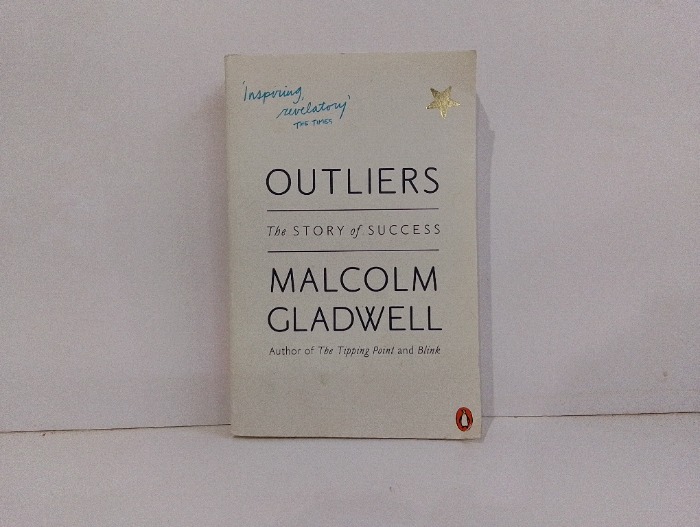 'Inspiring,
revelatory'
THE TIMES
OUTLIERS
The STORY of SUCCESS
MALCOLM
GLADWELL
Author of The Tipping Point and Blink